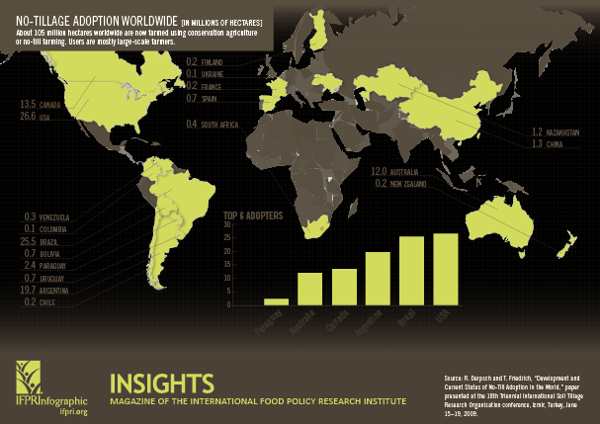 NO-TILLAGE ADOPTION WORLDWIDE [IN MILLIONS OF HECTARES]
About 105 million hectares worldwide are now farmed using conservation agriculture
or no-till farming. Users are mostly large-scale farmers.
0.2 FINLAND
0.1 UKRAINE
0.2 FRANCE
0.7 SPAIN
13.5 CANADA
26.6 USA
0.4 SOUTH AFRICA
1.2 KAZAKHSTAN
1.3 CHINA
12.0 AUSTRALIA
0.2 NEW ZEALAND
0.3 VENEZUELA
0.1 COLOMBIA
25.5 BRAZIL
0.7 BOLIVIA
2.4 PARAGUAY
0.7 URUGUAY
19.7 ARGENTINA
0.2 CHILE
TOP 6 ADOPTERS
30
25
20
15
10
5
0
Paraguay
Australia
Canada
Argentina
Brazil
USA
IFPRInfographic
ifpri.org
INSIGHTS
MAGAZINE OF THE INTERNATIONAL FOOD POLICY RESEARCH INSTITUTE
Source: R. Derpsch and T. Friedrich, "Development and
Current Status of No-Till Adoption in the World," paper
presented at the 18th Triennial International Soil Tillage
Research Organisation conference, Izmir, Turkey, June
15–19, 2009.